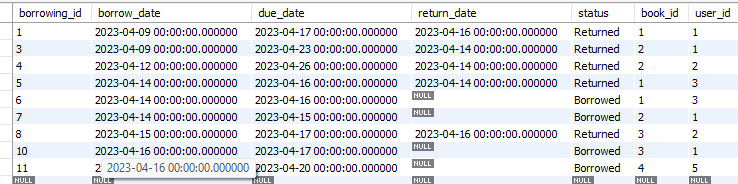 borrowing_id borrow_date due_date return_date status book_id user_id
1 2023-04-09 00:00:00.000000 2023-04-17 00:00:00.000000 2023-04-16 00:00:00.000000 Returned 1 1
3 2023-04-09 00:00:00.000000 2023-04-23 00:00:00.000000 2023-04-14 00:00:00.000000 Returned 2 1
4 2023-04-12 00:00:00.000000 2023-04-26 00:00:00.000000 2023-04-14 00:00:00.000000 Returned 2 2
5 2023-04-14 00:00:00.000000 2023-04-16 00:00:00.000000 2023-04-14 00:00:00.000000 Returned 1 3
6 2023-04-14 00:00:00.000000 2023-04-16 00:00:00.000000 NULL Borrowed 1 3
7 2023-04-14 00:00:00.000000 2023-04-15 00:00:00.000000 NULL Borrowed 2 1
8 2023-04-15 00:00:00.000000 2023-04-17 00:00:00.000000 2023-04-16 00:00:00.000000 Returned 3 2
10 2023-04-16 00:00:00.000000 2023-04-17 00:00:00.000000 NULL Borrowed 3 1
11 2 2023-04-16 00:00:00.000000 23-04-20 00:00:00.000000 NULL Borrowed 4 5
NULL NULL NULL NULL NULL NULL NULL